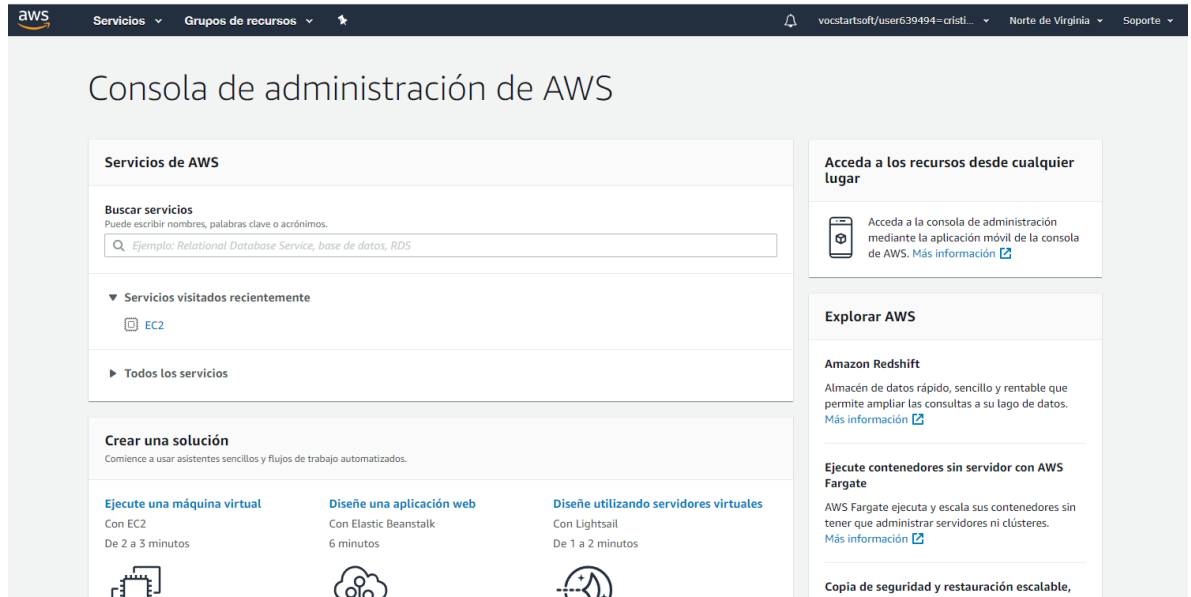 aws Servicios Grupos de recursos vocstartsoft/user639494=cristi... Norte de Virginia Soporte
Consola de administración de AWS
Servicios de AWS
Buscar servicios
Puede escribir nombres, palabras clave o acrónimos.
Ejemplo: Relational Database Service, base de datos, RDS
Servicios visitados recientemente
EC2
Todos los servicios
Crear una solución
Comience a usar asistentes sencillos y flujos de trabajo automatizados.
Ejecute una máquina virtual
Con EC2
De 2 a 3 minutos
Diseñe una aplicación web
Con Elastic Beanstalk
6 minutos
Diseñe utilizando servidores virtuales
Con Lightsail
De 1 a 2 minutos
Acceda a los recursos desde cualquier
lugar
Acceda a la consola de administración
mediante la aplicación móvil de la consola
de AWS. Más información
Explorar AWS
Amazon Redshift
Almacén de datos rápido, sencillo y rentable que
permite ampliar las consultas a su lago de datos.
Más información
Ejecute contenedores sin servidor con AWS
Fargate
AWS Fargate ejecuta y escala sus contenedores sin
tener que administrar servidores ni clústeres.
Más información
Copia de seguridad y restauración escalable,